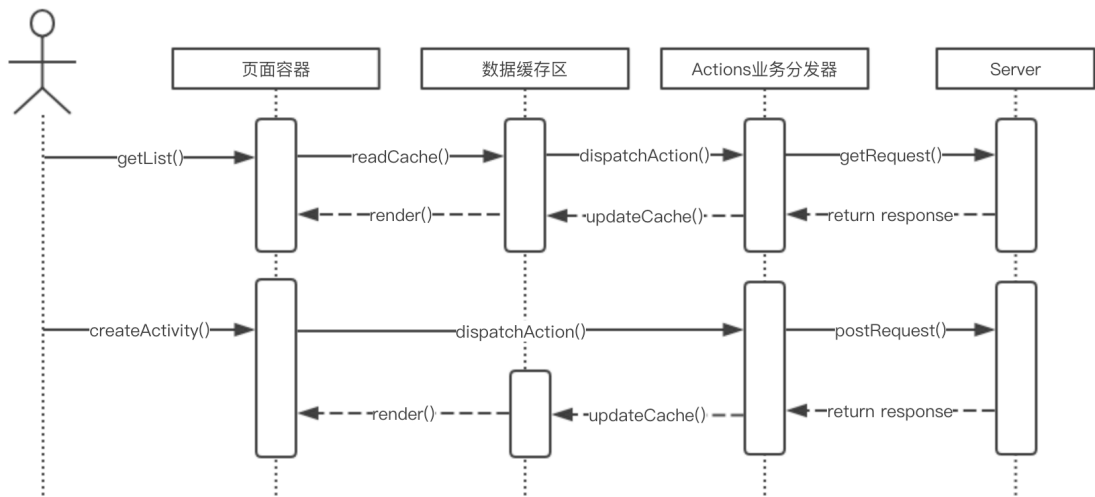 页面容器
数据缓存区
Actions业务分发器
Server
getList()
readCache()
dispatchAction()
getRequest()
render()
updateCache()
return response
createActivity()
dispatchAction()
postRequest()
render()
updateCache()
return response